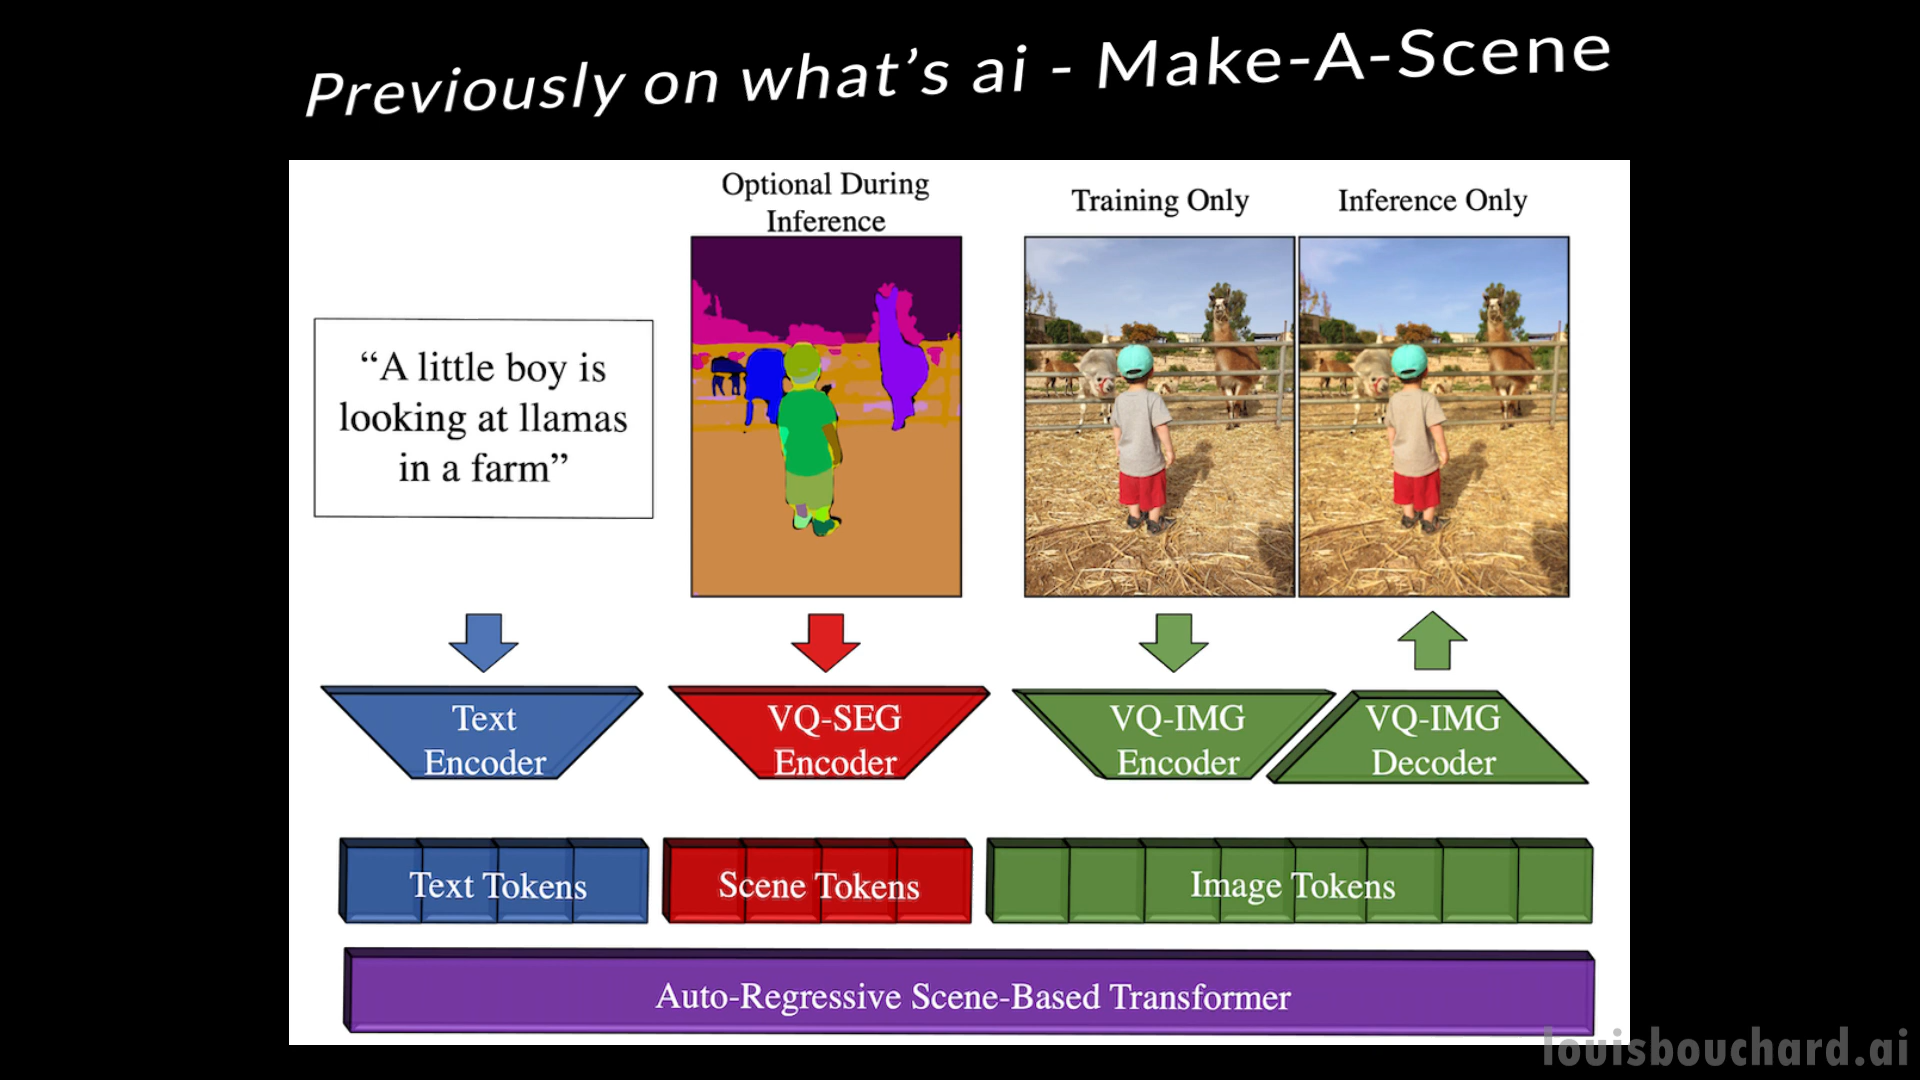 Previously on what's ai - Make-A-Scene
Optional During
Inference
Training Only
Inference Only
“A little boy is
looking at llamas
in a farm”
Text
Encoder
VQ-SEG
Encoder
VQ-IMG
Encoder
VQ-IMG
Decoder
Text Tokens
Scene Tokens
Image Tokens
Auto-Regressive Scene-Based Transformer
louisbouchard.ai